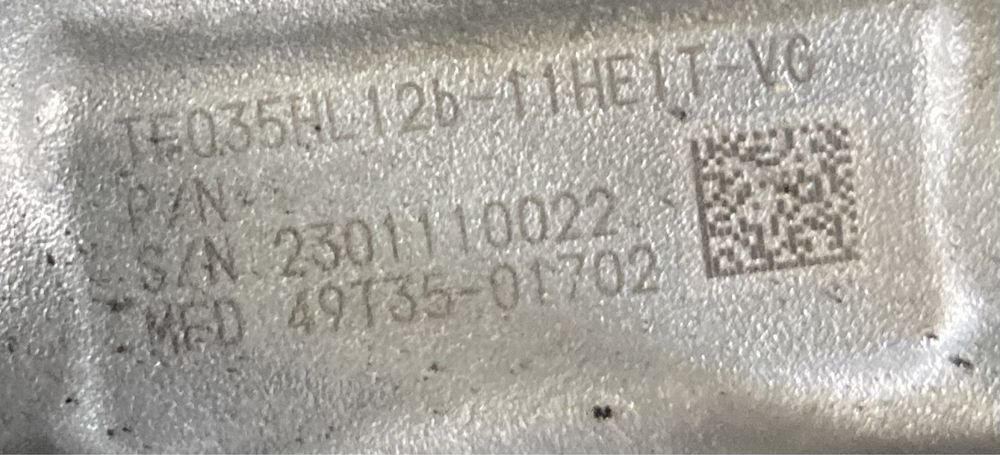 TF035HL12b-11HE1T-VG
P/N
S/N 2301110022
MFD 49T35-01702